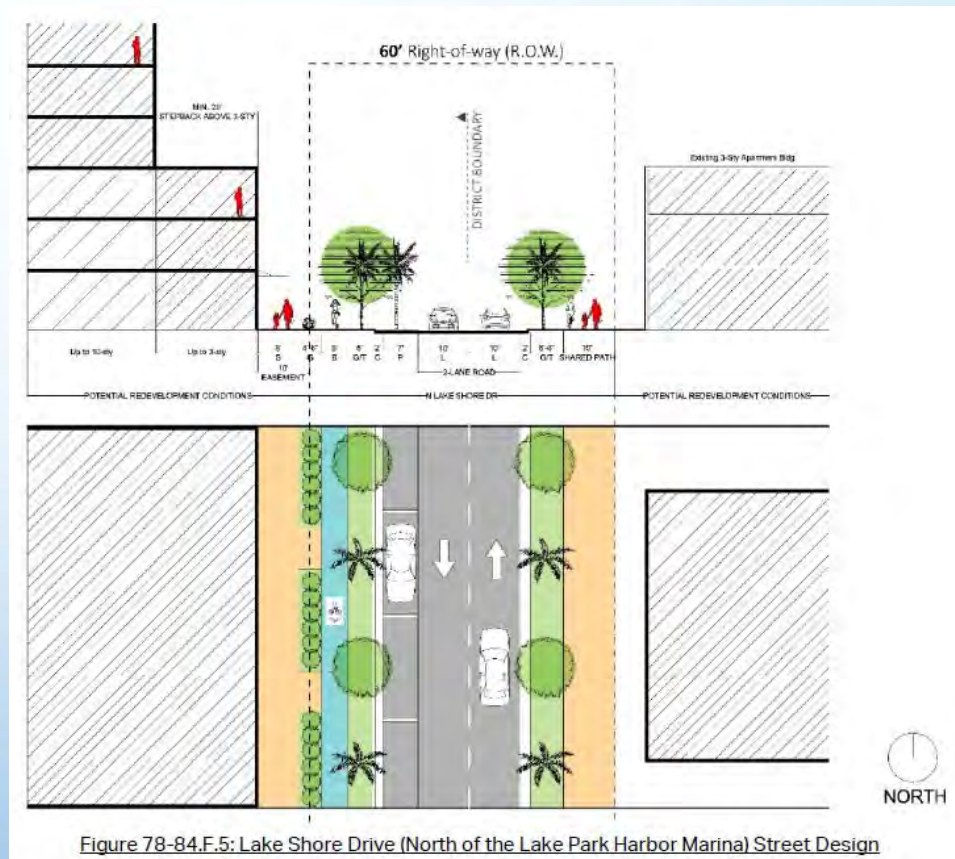 60' Right-of-way (R.O.W.)
STEPBACK ABOVE 3-STY
DISTRICT BOUNDARY
Existing 3-Sty Apartment Bldg
Up to 10-sty
Up to 3-sty
10'
EASEMENT
2' C
7' P
10' L
10' L
2' C
G/T
10'
SHARED PATH
2-LANE ROAD
POTENTIAL REDEVELOPMENT CONDITIONS
N LAKE SHORE DR
POTENTIAL REDEVELOPMENT CONDITIONS
NORTH
Figure 78-84.F.5: Lake Shore Drive (North of the Lake Park Harbor Marina) Street Design